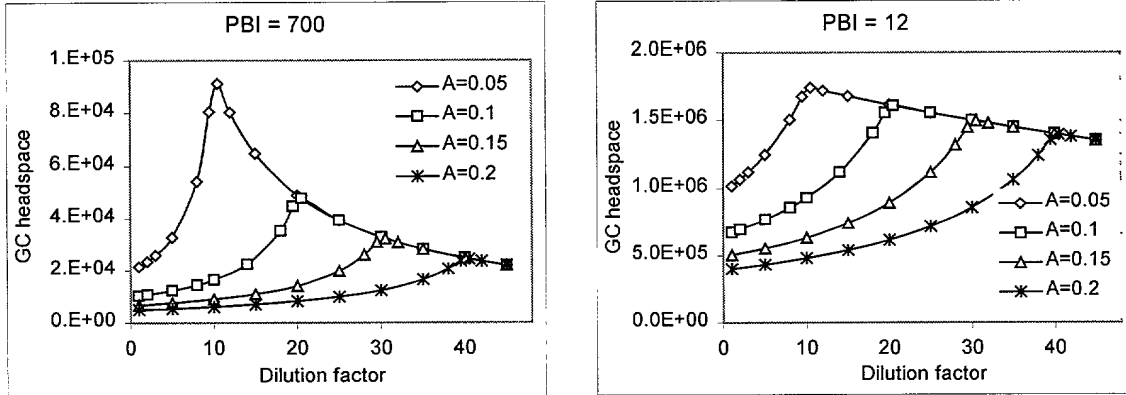 PBI = 700
1.E+05
8.E+04
6.E+04
4.E+04
2.E+04
0.E+00
GC headspace
0 10 20 30 40
Dilution factor
A=0.05
A=0.1
A=0.15
A=0.2
PBI = 12
2.0E+06
1.5E+06
1.0E+06
5.0E+05
0.0E+00
GC headspace
0 10 20 30 40
Dilution factor
A=0.05
A=0.1
A=0.15
A=0.2